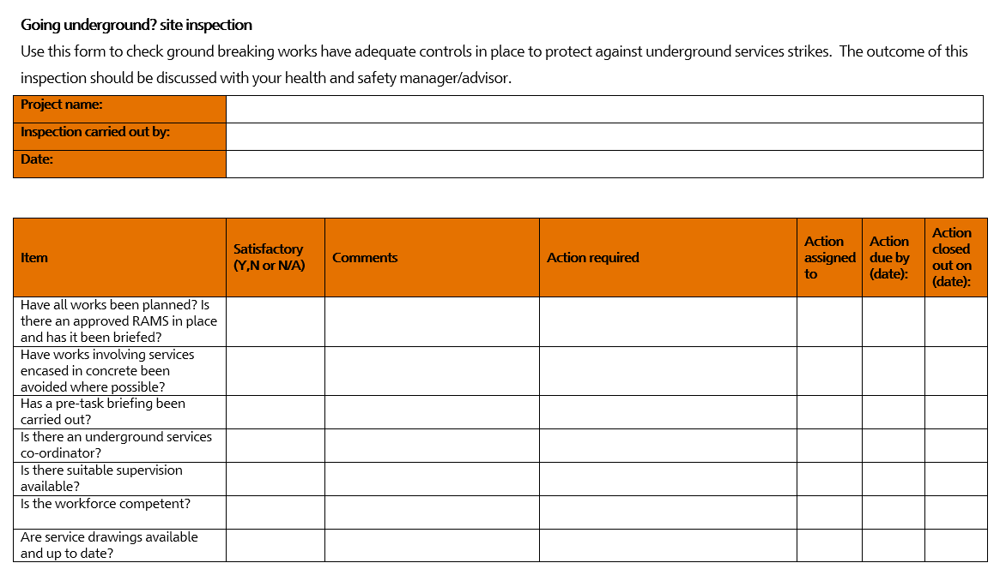 Going underground? site inspection
Use this form to check ground breaking works have adequate controls in place to protect against underground services strikes.  The outcome of this
inspection should be discussed with your health and safety manager/advisor.
Project name:
Inspection carried out by:
Date:
Item
Satisfactory
(Y,N or N/A)
Comments
Action required
Action
assigned
to
Action
due by
(date):
Action
closed
out on
(date):
Have all works been planned? Is
there an approved RAMS in place
and has it been briefed?
Have works involving services
encased in concrete been
avoided where possible?
Has a pre-task briefing been
carried out?
Is there an underground services
co-ordinator?
Is there suitable supervision
available?
Is the workforce competent?
Are service drawings available
and up to date?